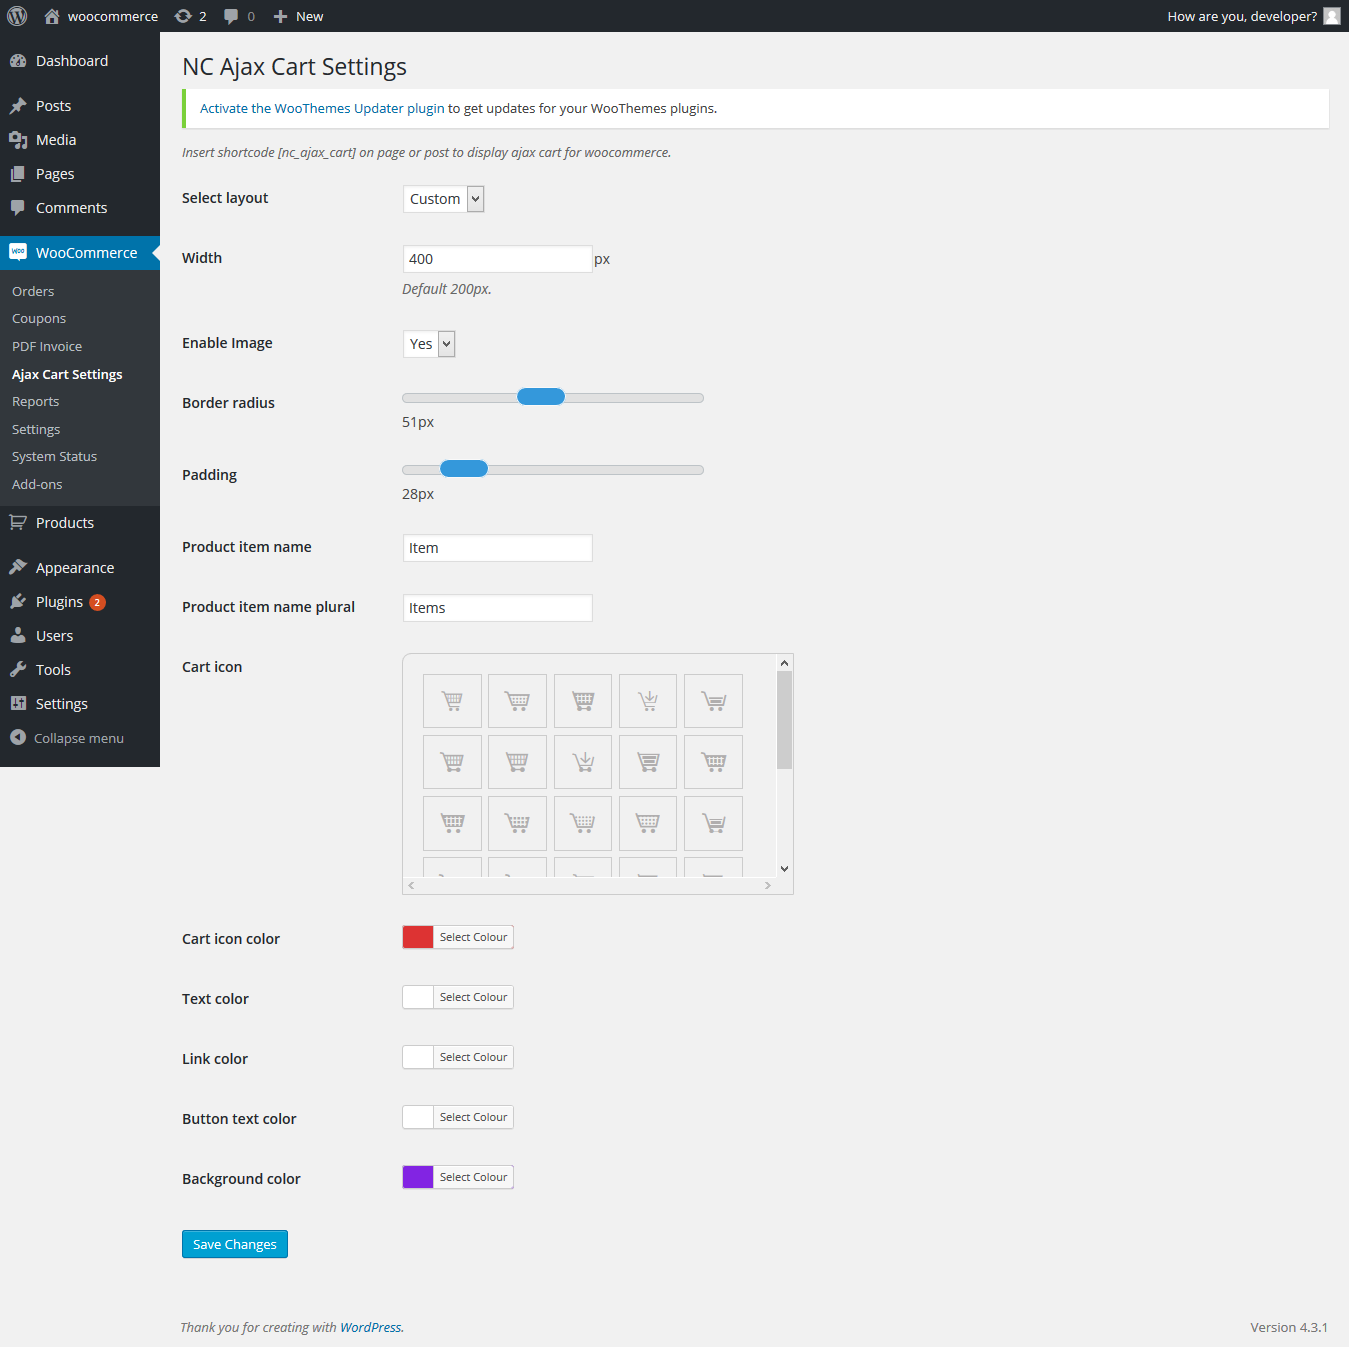 woocommerce 2 0 New How are you, developer?
Dashboard
Posts
Media
Pages
Comments
Woo WooCommerce
Orders
Coupons
PDF Invoice
Ajax Cart Settings
Reports
Settings
System Status
Add-ons
Products
Appearance
Plugins 2
Users
Tools
Settings
Collapse menu
NC Ajax Cart Settings
Activate the WooThemes Updater plugin to get updates for your WooThemes plugins.
Insert shortcode [nc_ajax_cart] on page or post to display ajax cart for woocommerce.
Select layout Custom
Width 400 px
Default 200px.
Enable Image Yes
Border radius
51px
Padding
28px
Product item name Item
Product item name plural Items
Cart icon
Cart icon color Select Colour
Text color Select Colour
Link color Select Colour
Button text color Select Colour
Background color Select Colour
Save Changes
Thank you for creating with WordPress. Version 4.3.1